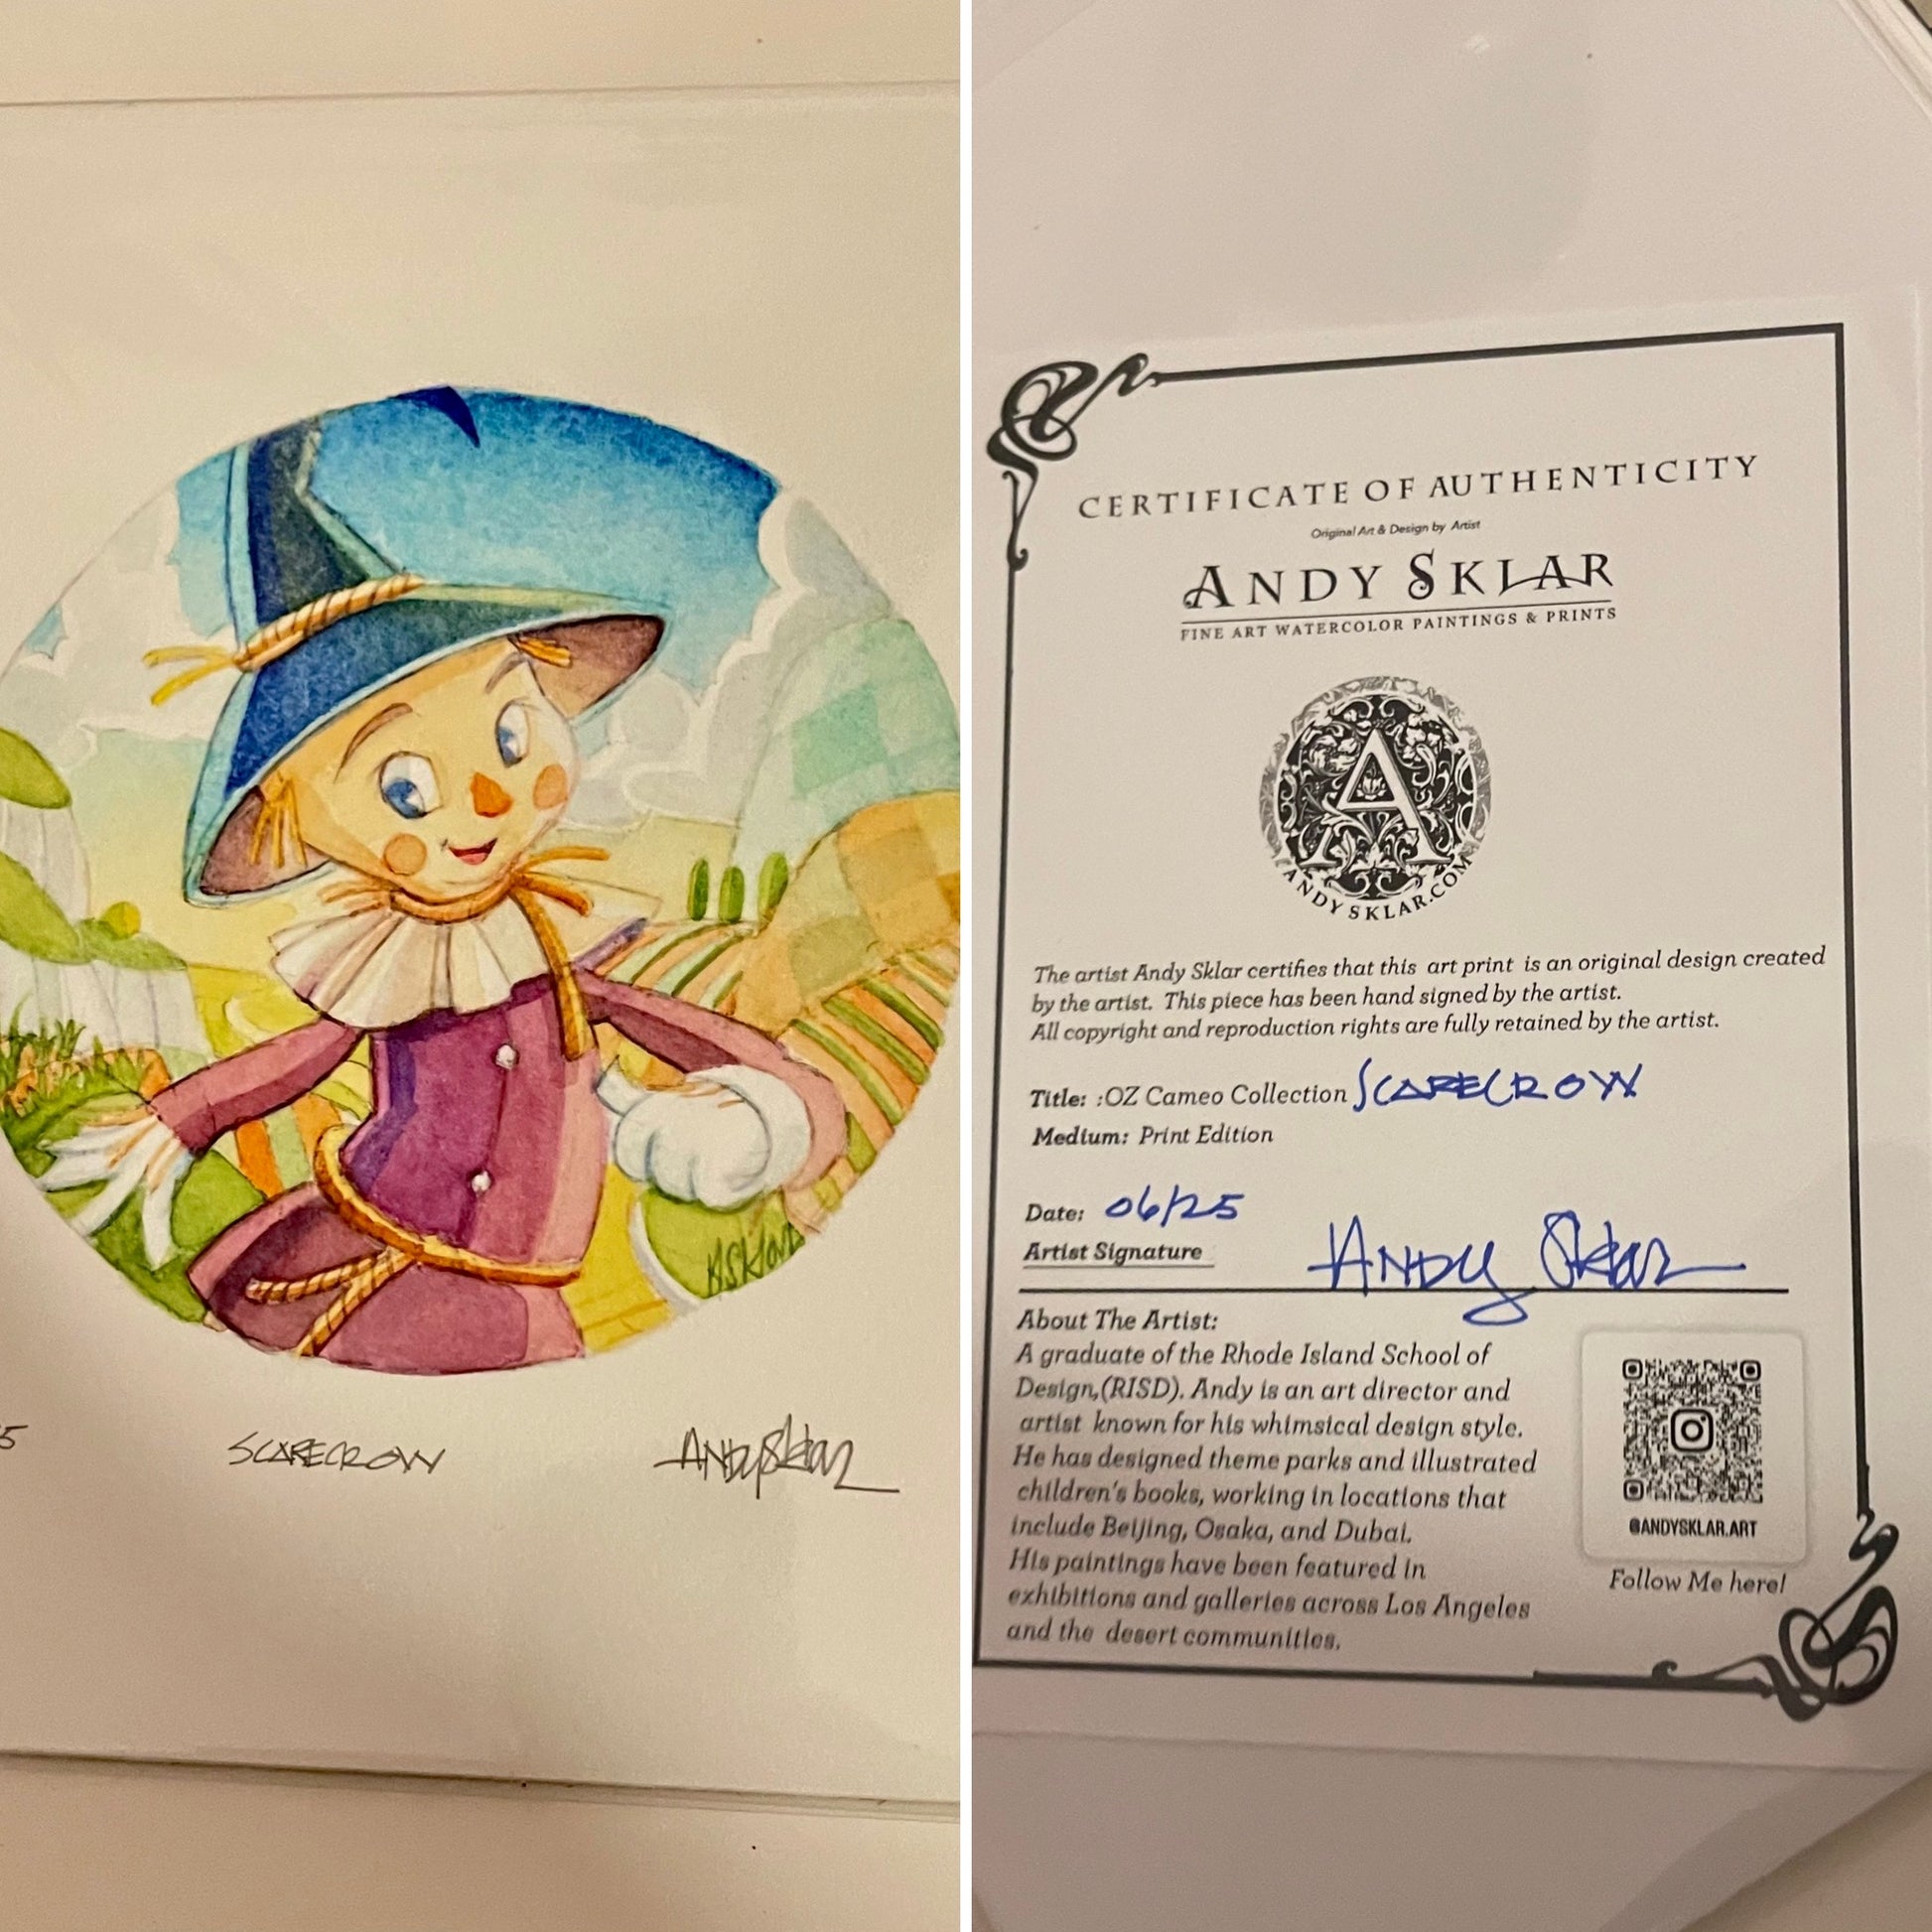 ASklar
5
SCARECROW
Andy Sklar
CERTIFICATE OF AUTHENTICITY
Original Art & Design by Artist
ANDY SKLAR
FINE ART WATERCOLOR PAINTINGS & PRINTS
A
ANDYSKLAR.COM
The artist Andy Sklar certifies that this art print is an original design created
by the artist. This piece has been hand signed by the artist.
All copyright and reproduction rights are fully retained by the artist.
Title: :OZ Cameo Collection SCARECROW
Medium: Print Edition
Date: 06/25
Artist Signature Andy Sklar
About The Artist:
A graduate of the Rhode Island School of
Design,(RISD). Andy is an art director and
artist known for his whimsical design style.
He has designed theme parks and illustrated
children's books, working in locations that
include Beijing, Osaka, and Dubai.
His paintings have been featured in
exhibitions and galleries across Los Angeles
and the desert communities.
@ANDYSKLAR.ART
Follow Me here!